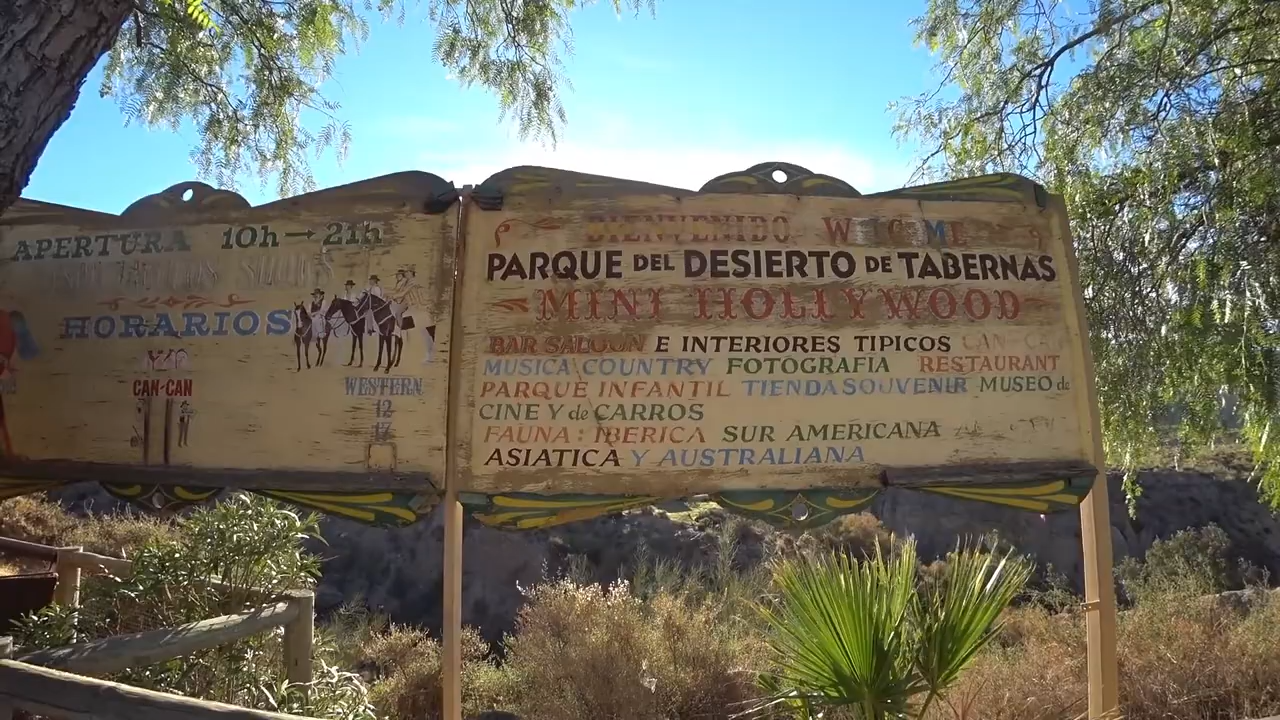 APERTURA 10h → 21h
HORARIOS
CAN-CAN
WESTERN
12
17
BIENVENIDO WELCOME
PARQUE DEL DESIERTO DE TABERNAS
MINI HOLLYWOOD
BAR SALOON E INTERIORES TIPICOS CAN-CAN
MUSICA COUNTRY FOTOGRAFIA RESTAURANT
PARQUE INFANTIL TIENDA SOUVENIR MUSEO de
CINE Y de CARROS
FAUNA: IBERICA SUR AMERICANA
ASIATICA Y AUSTRALIANA